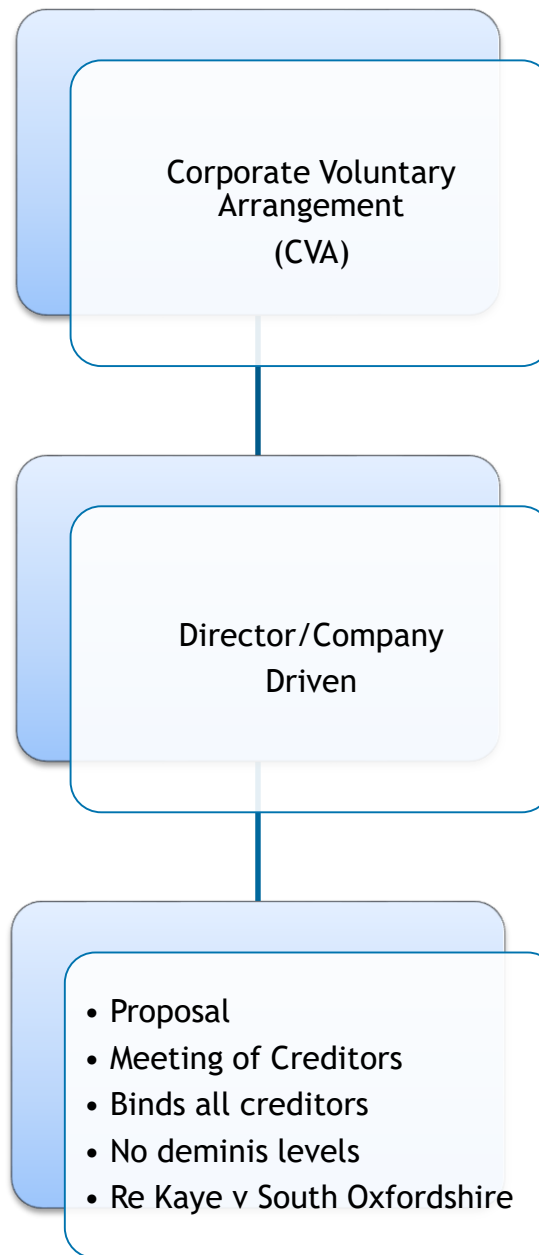 Corporate Voluntary
Arrangement
(CVA)
Director/Company
Driven
• Proposal
• Meeting of Creditors
• Binds all creditors
• No deminis levels
• Re Kaye v South Oxfordshire